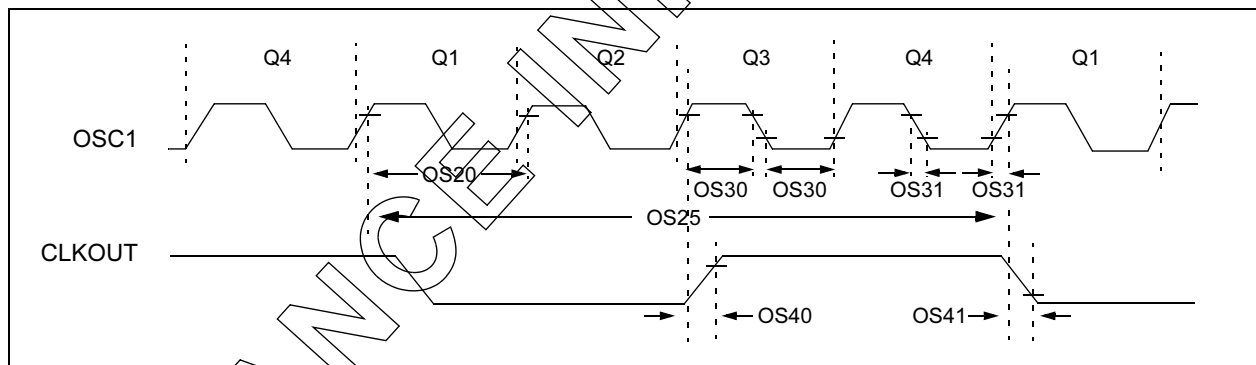 Q4 Q1 Q2 Q3 Q4 Q1
OSC1
OS20
OS30 OS30
OS31 OS31
OS25
CLKOUT
OS40
OS41